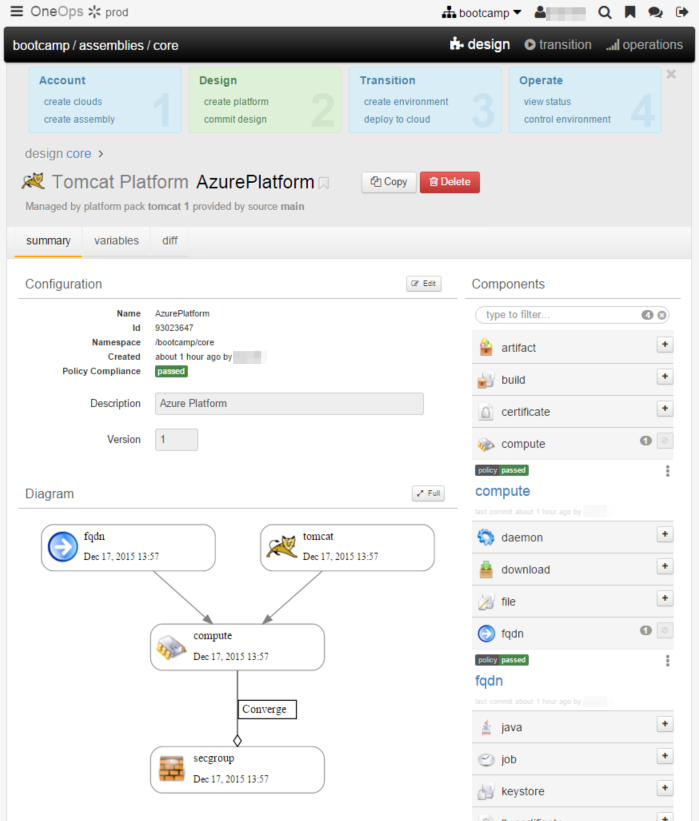 OneOps prod
bootcamp
bootcamp / assemblies / core
design transition operations
Account
create clouds
create assembly
1
Design
create platform
commit design
2
Transition
create environment
deploy to cloud
3
Operate
view status
control environment
4
design core >
Tomcat Platform AzurePlatform
Copy
Delete
Managed by platform pack tomcat 1 provided by source main
summary variables diff
Configuration
Edit
Name AzurePlatform
Id 93023647
Namespace /bootcamp/core
Created about 1 hour ago by
Policy Compliance passed
Description Azure Platform
Version 1
Diagram
Full
fqdn
Dec 17, 2015 13:57
tomcat
Dec 17, 2015 13:57
compute
Dec 17, 2015 13:57
Converge
secgroup
Dec 17, 2015 13:57
Components
type to filter... 4
artifact +
build +
certificate +
compute 1
policy passed
compute
last commit about 1 hour ago by
daemon +
download +
file +
fqdn 1
policy passed
fqdn
last commit about 1 hour ago by
java +
job +
keystore +